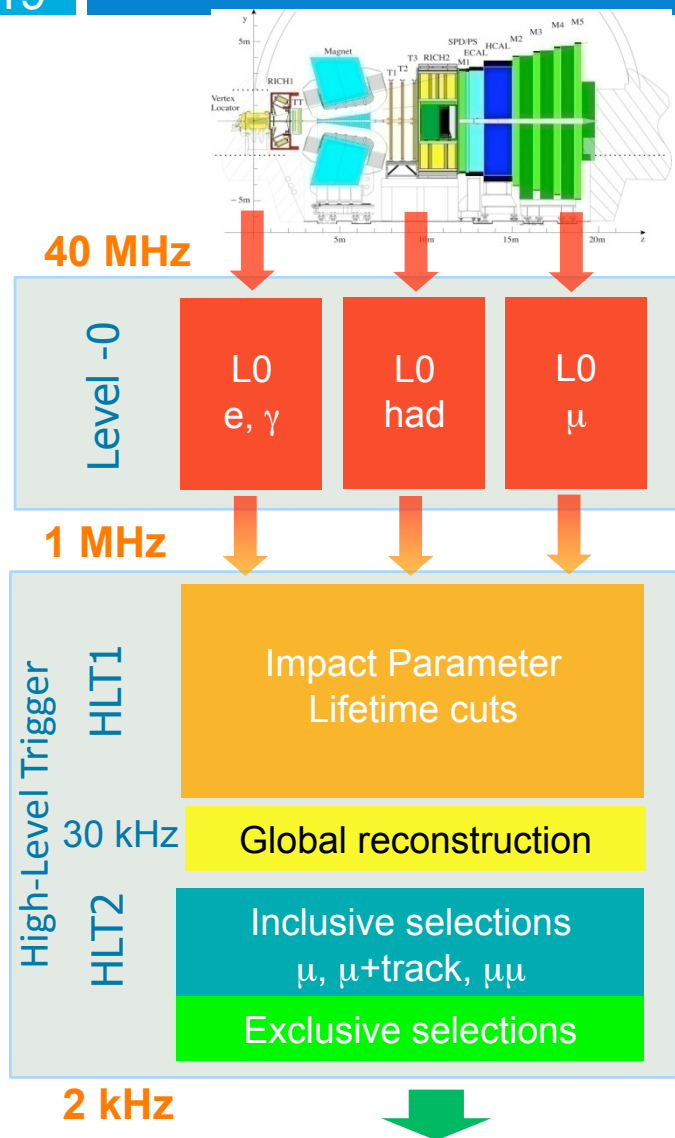 y
5m
Magnet
SPD/PS
ECAL
HCAL
M1
M2
M3
M4
M5
T1
T2
T3
RICH2
RICH1
TT
Vertex
Locator
- 5m
5m
10m
15m
20m
z
40 MHz
Level -0
L0
e, γ
L0
had
L0
μ
1 MHz
High-Level Trigger
HLT1
Impact Parameter
Lifetime cuts
30 kHz
Global reconstruction
HLT2
Inclusive selections
μ, μ+track, μμ
Exclusive selections
2 kHz